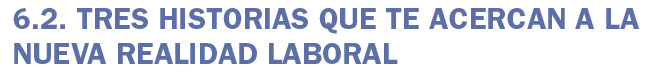 6.2. TRES HISTORIAS QUE TE ACERCAN A LA
NUEVA REALIDAD LABORAL